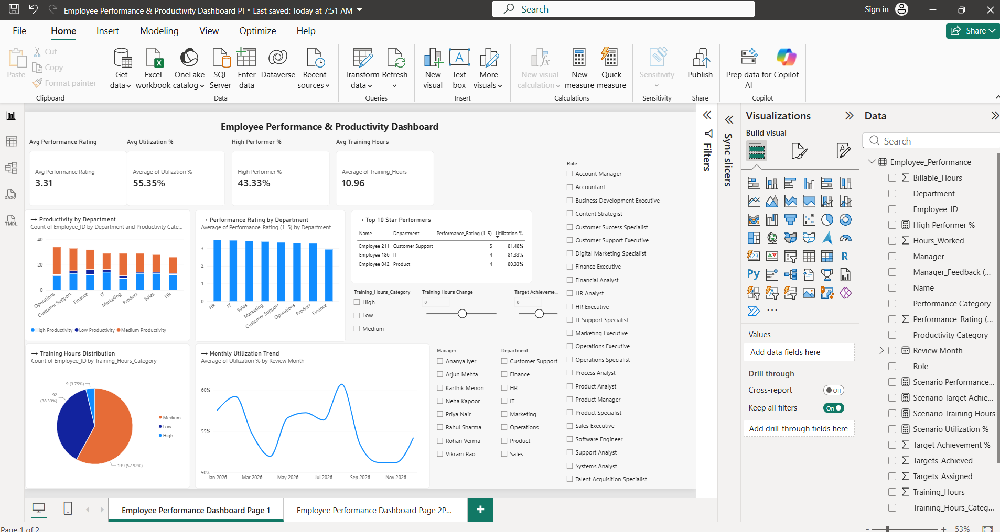 Employee Performance & Productivity Dashboard PI • Last saved: Today at 7:51 AM
Search
Sign in
File
Home
Insert
Modeling
View
Optimize
Help
Share
Paste
Cut
Copy
Format painter
Clipboard
Get data
Excel workbook
OneLake catalog
SQL Server
Enter data
Dataverse
Recent sources
Data
Transform data
Refresh
Queries
New visual
Text box
More visuals
Insert
New visual calculation
New measure
Quick measure
Calculations
Sensitivity
Sensitivity
Publish
Share
Prep data for AI
Copilot
Copilot
DAX
TMDL
Employee Performance & Productivity Dashboard
Avg Performance Rating
Avg Utilization %
High Performer %
Avg Training Hours
Avg Performance Rating
3.31
Average of Utilization %
55.35%
High Performer %
43.33%
Average of Training_Hours
10.96
→ Productivity by Department
Count of Employee_ID by Department and Productivity Cate...
40
20
0
Operations
Customer Support
Finance
IT
Marketing
Product
Sales
HR
High Productivity
Low Productivity
Medium Productivity
→ Performance Rating by Department
Average of Performance_Rating (1–5) by Department
3
2
1
0
HR
IT
Sales
Marketing
Customer Support
Operations
Product
Finance
→ Top 10 Star Performers
Name Department Performance_Rating (1–5) Utilization %
Employee 211 Customer Support 5 81.48%
Employee 186 IT 4 81.33%
Employee 042 Product 4 80.33%
Training_Hours_Category
High
Low
Medium
Training Hours Change
0
Target Achieveme...
0
→ Training Hours Distribution
Count of Employee_ID by Training_Hours_Category
9 (3.75%)
92 (38.33%)
139 (57.92%)
Medium
Low
High
→ Monthly Utilization Trend
Average of Utilization % by Review Month
60%
55%
50%
Jan 2026
Mar 2026
May 2026
Jul 2026
Sep 2026
Nov 2026
Manager
Ananya Iyer
Arjun Mehta
Karthik Menon
Neha Kapoor
Priya Nair
Rahul Sharma
Rohan Verma
Vikram Rao
Department
Customer Support
Finance
HR
IT
Marketing
Operations
Product
Sales
Role
Account Manager
Accountant
Business Development Executive
Content Strategist
Customer Success Specialist
Customer Support Executive
Digital Marketing Specialist
Finance Executive
Financial Analyst
HR Analyst
HR Executive
IT Support Specialist
Marketing Executive
Operations Executive
Operations Specialist
Process Analyst
Product Analyst
Product Manager
Product Specialist
Sales Executive
Software Engineer
Support Analyst
Systems Analyst
Talent Acquisition Specialist
Filters
Sync slicers
Visualizations
Build visual
123
R
Py
...
Values
Add data fields here
Drill through
Cross-report
Off
Keep all filters
On
Add drill-through fields here
Data
Search
Employee_Performance
Billable_Hours
Department
Employee_ID
High Performer %
Hours_Worked
Manager
Manager_Feedback (...
Name
Performance Category
Performance_Rating (...
Productivity Category
Review Month
Role
Scenario Performance...
Scenario Target Achie...
Scenario Training Hours
Scenario Utilization %
Target Achievement %
Targets_Achieved
Targets_Assigned
Training_Hours
Training_Hours_Categ...
Employee Performance Dashboard Page 1
Employee Performance Dashboard Page 2P...
Page 1 of 2
53%